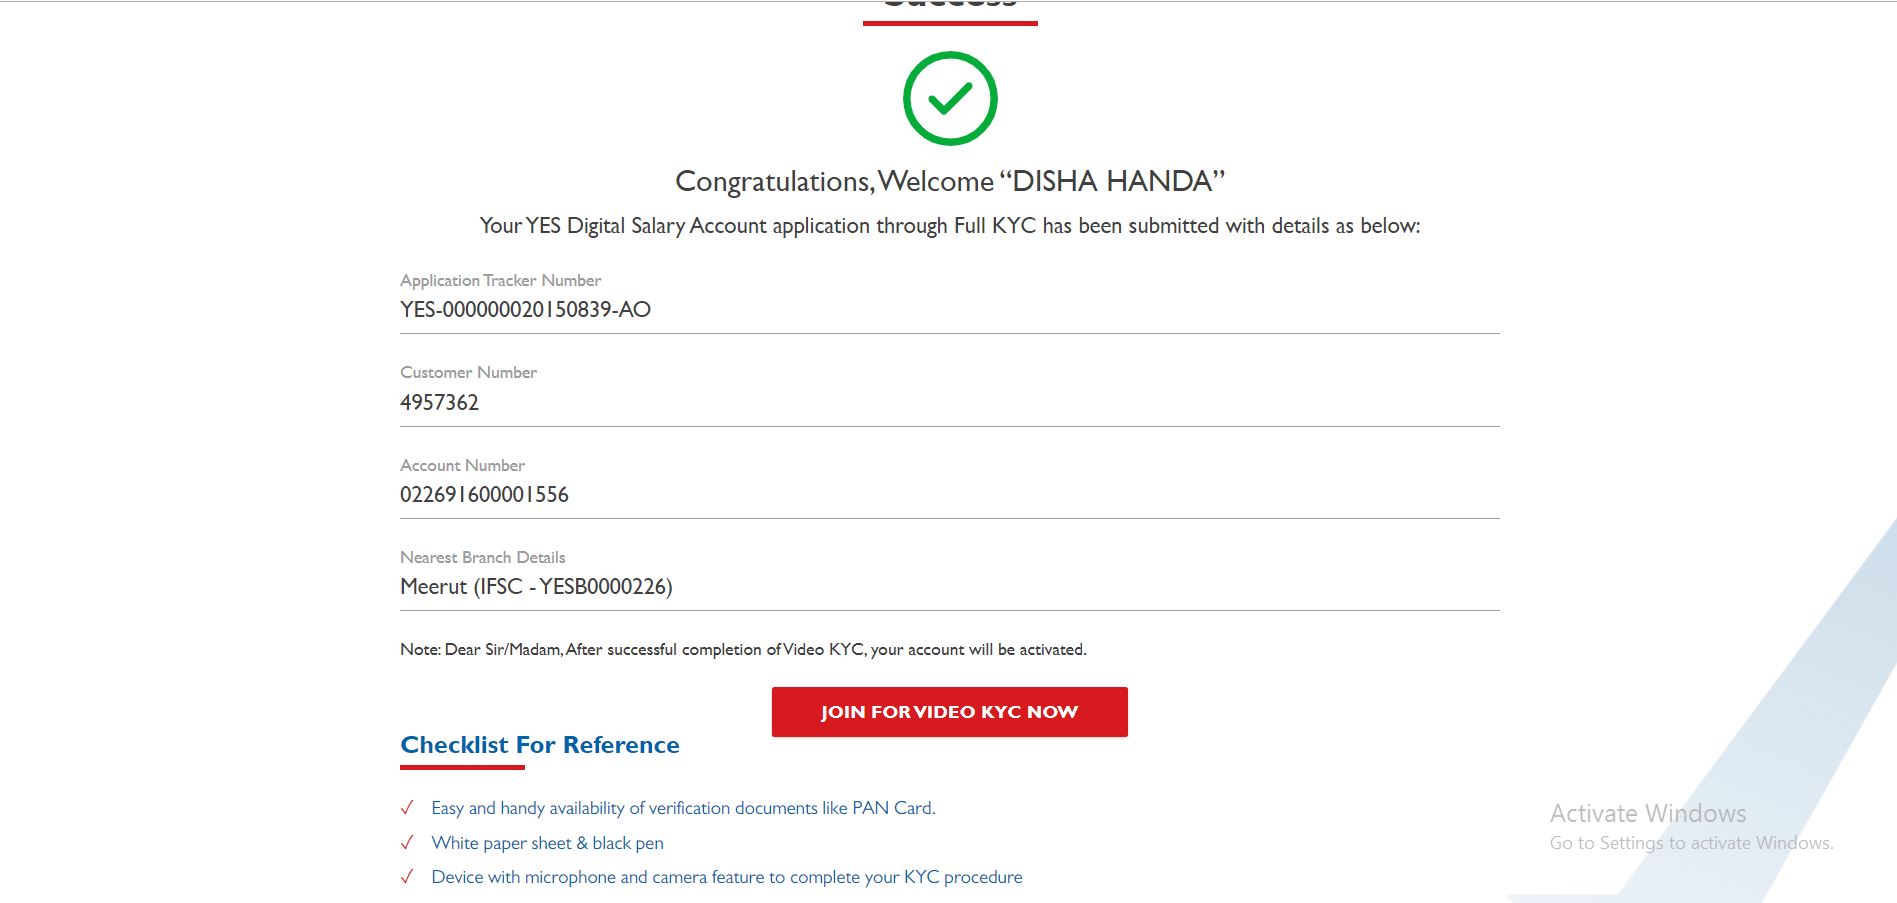 Success
Congratulations, Welcome “DISHA HANDA”
Your YES Digital Salary Account application through Full KYC has been submitted with details as below:
Application Tracker Number
YES-000000020150839-AO
Customer Number
4957362
Account Number
022691600001556
Nearest Branch Details
Meerut (IFSC - YESB0000226)
Note: Dear Sir/Madam, After successful completion of Video KYC, your account will be activated.
JOIN FOR VIDEO KYC NOW
Checklist For Reference
Easy and handy availability of verification documents like PAN Card.
White paper sheet & black pen
Device with microphone and camera feature to complete your KYC procedure
Activate Windows
Go to Settings to activate Windows.